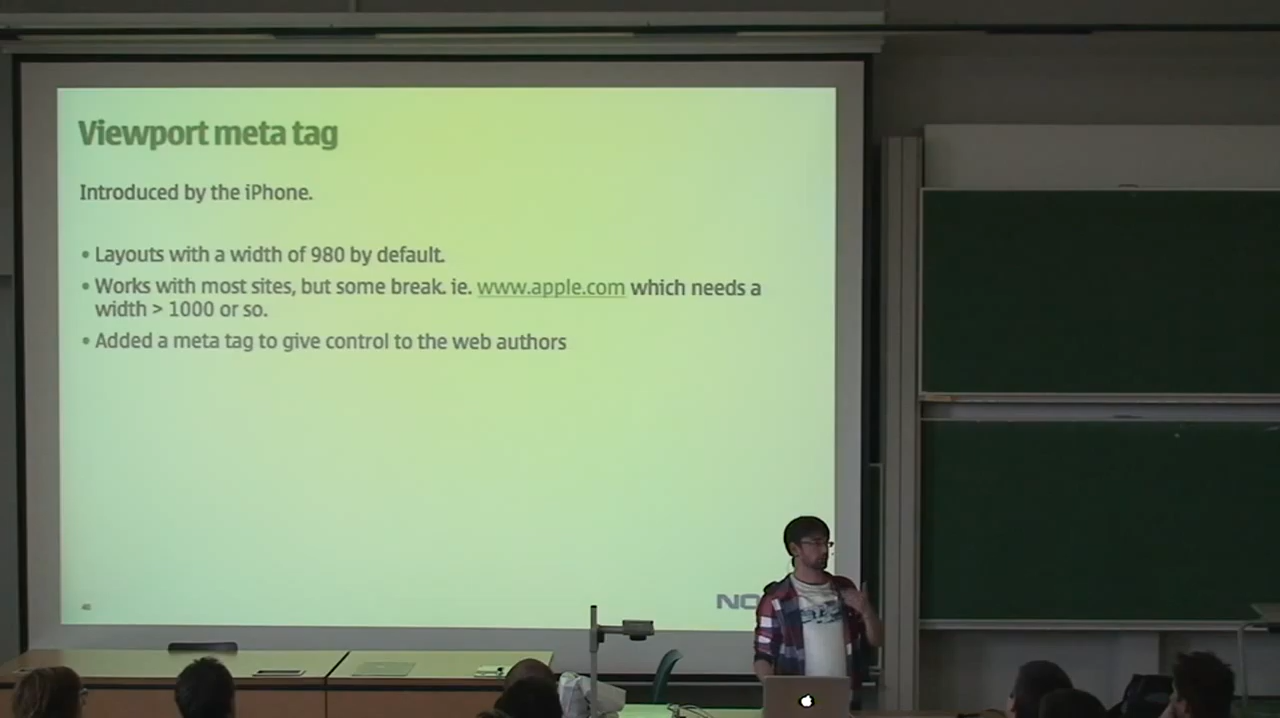 Viewport meta tag
Introduced by the iPhone.
• Layouts with a width of 980 by default.
• Works with most sites, but some break. ie. www.apple.com which needs a
width > 1000 or so.
• Added a meta tag to give control to the web authors
NO